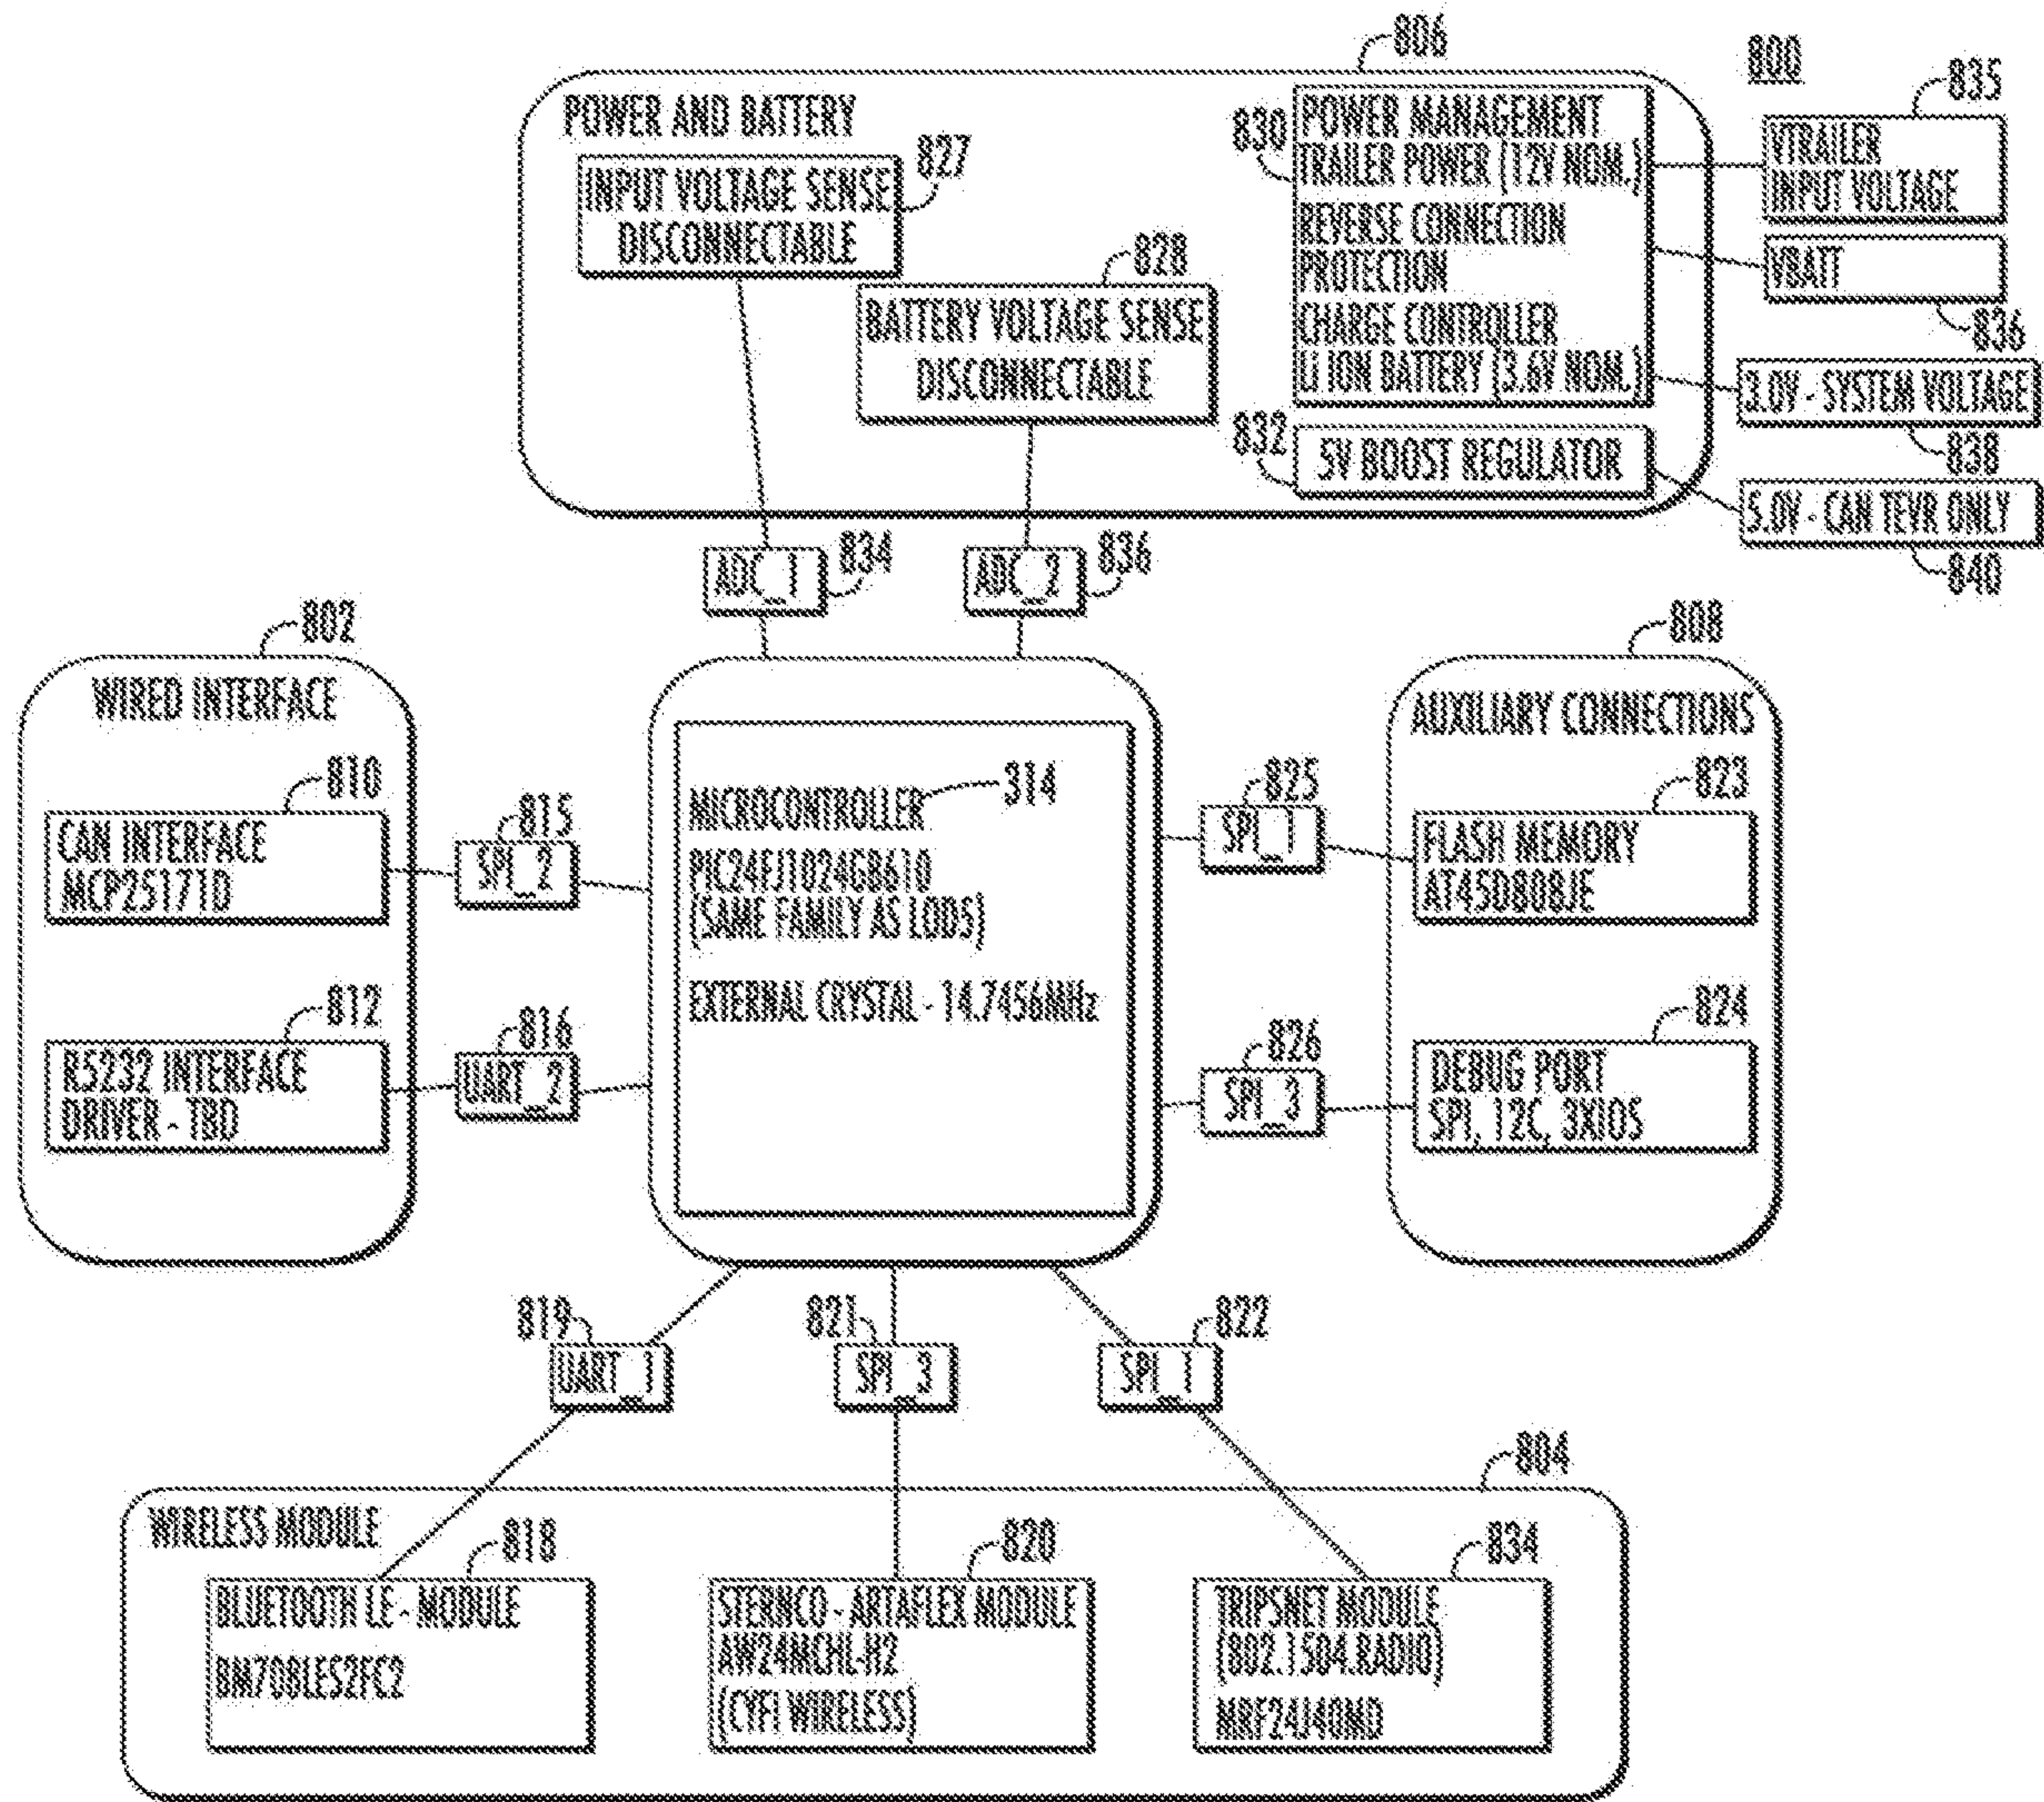 806
800
835
POWER AND BATTERY
827
INPUT VOLTAGE SENSE
DISCONNECTABLE
828
BATTERY VOLTAGE SENSE
DISCONNECTABLE
830
POWER MANAGEMENT
TRAILER POWER (12V NOM.)
REVERSE CONNECTION
PROTECTION
CHARGE CONTROLLER
Li ION BATTERY (3.6V NOM.)
832
5V BOOST REGULATOR
VTRAILER
INPUT VOLTAGE
VBATT
836
3.0V - SYSTEM VOLTAGE
838
5.0V - CAN TEVR ONLY
840
ADC_1
834
ADC_2
836
802
WIRED INTERFACE
810
CAN INTERFACE
MCP25171D
815
SPI_2
812
R5232 INTERFACE
DRIVER - TBD
816
UART_2
MICROCONTROLLER
314
PIC24FJ1024GB610
(SAME FAMILY AS LODS)
EXTERNAL CRYSTAL - 14.7456MHz
808
AUXILIARY CONNECTIONS
825
SPI_1
823
FLASH MEMORY
AT45D808JE
826
SPI_3
824
DEBUG PORT
SPI, 12C, 3XIOS
819
UART_1
821
SPI_3
822
SPI_1
804
WIRELESS MODULE
818
BLUETOOTH LE - MODULE
BM70BLES2FC2
820
STERNCO - ARTAFLEX MODULE
AW24MCHL-H2
(CYFI WIRELESS)
834
TRIPSNET MODULE
(802.1504.RADIO)
MRF24J40MD